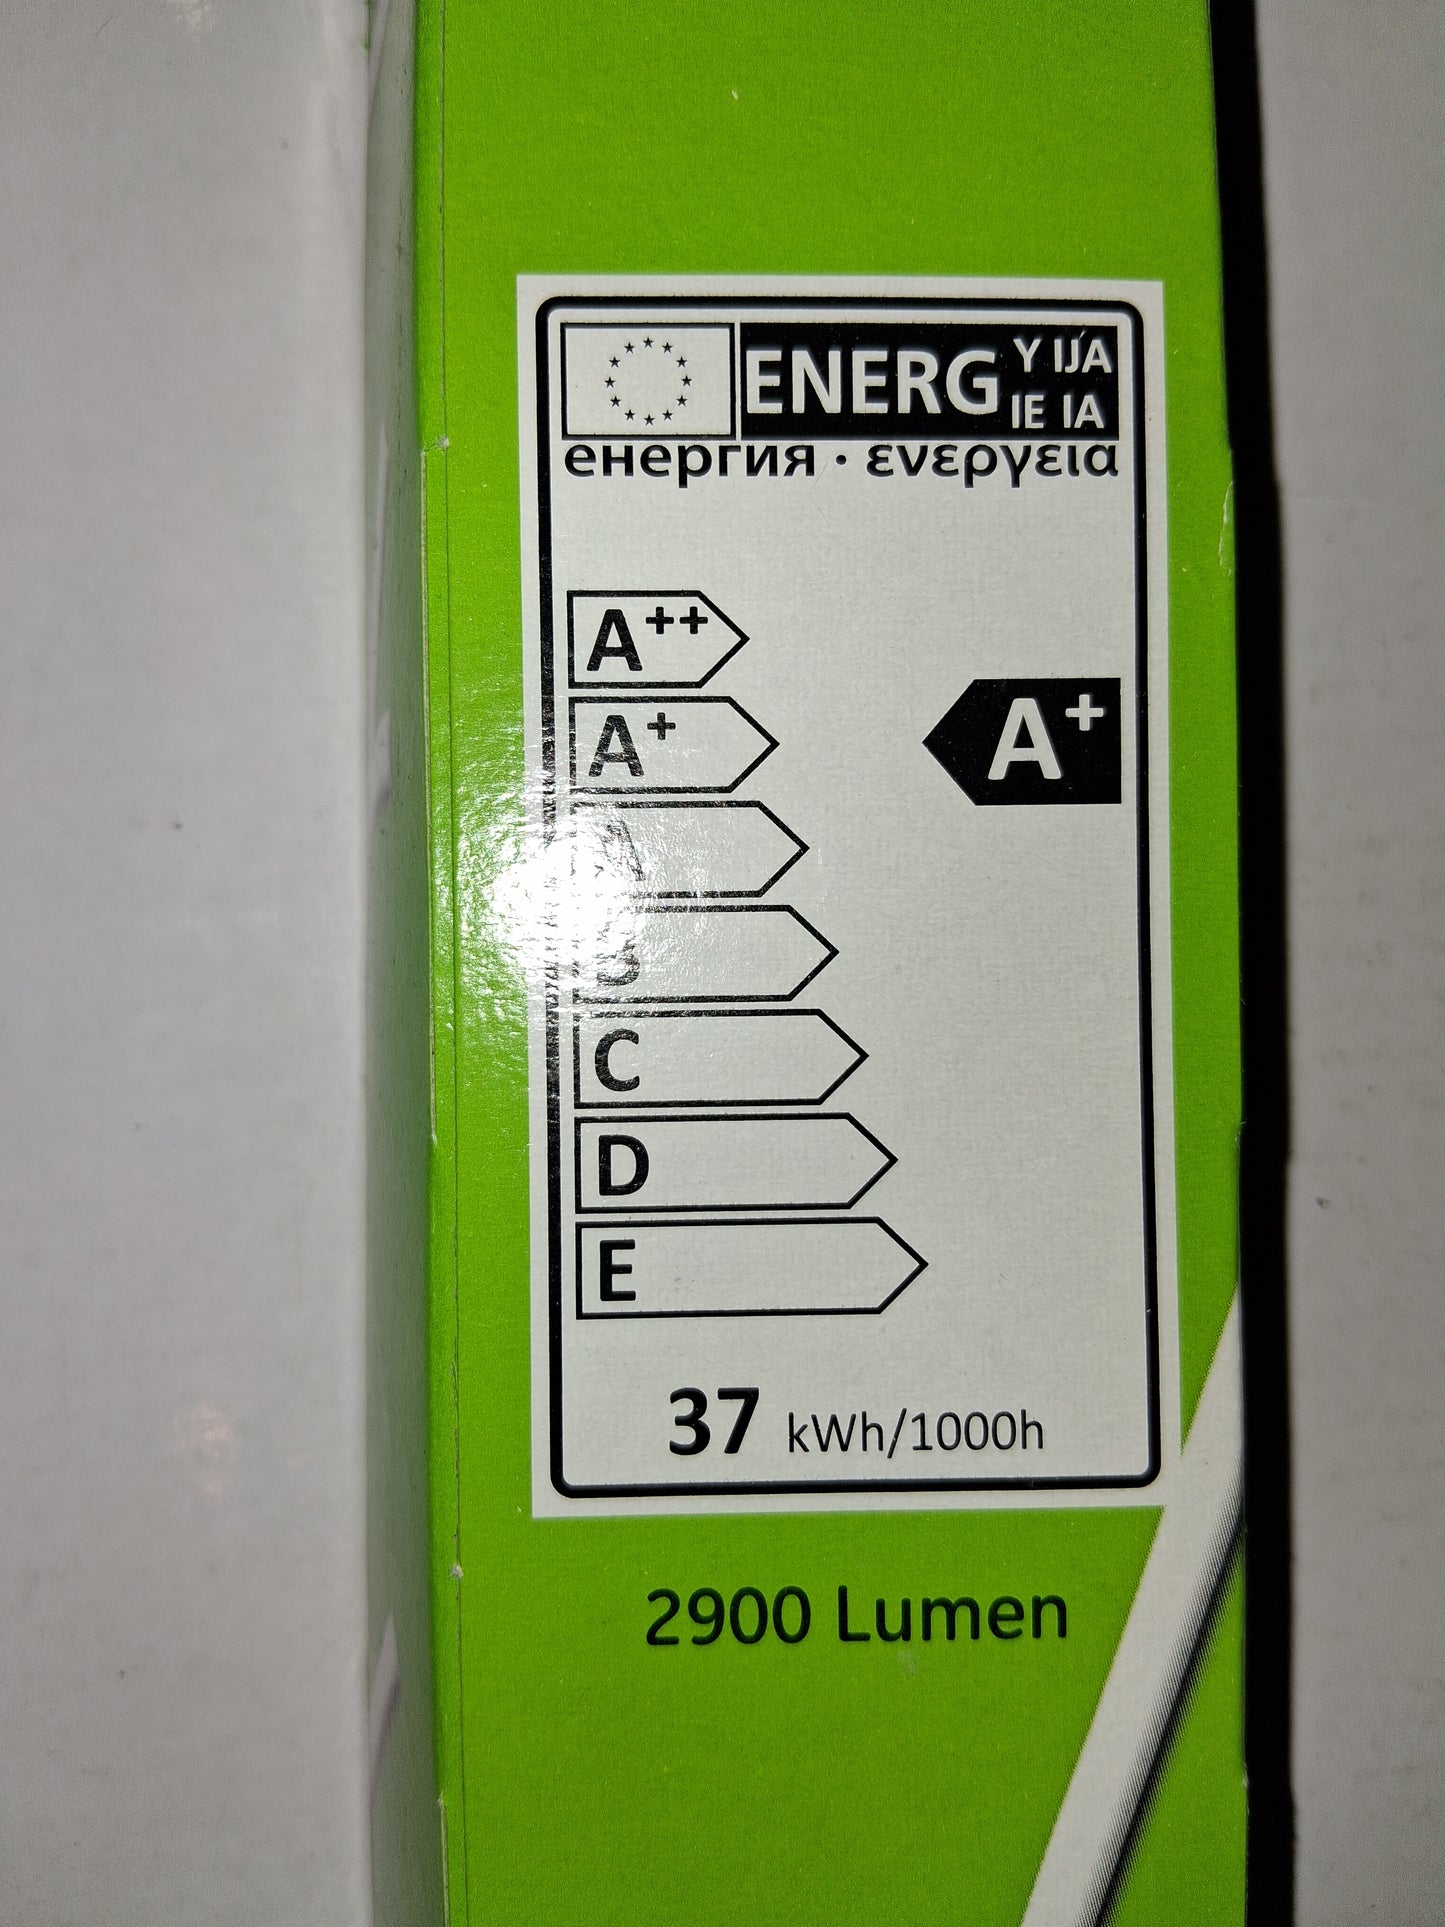 ENERG Y IJA
IE IA
енергия · ενεργεια
A++
A+
A+
C
D
E
37 kWh/1000h
2900 Lumen